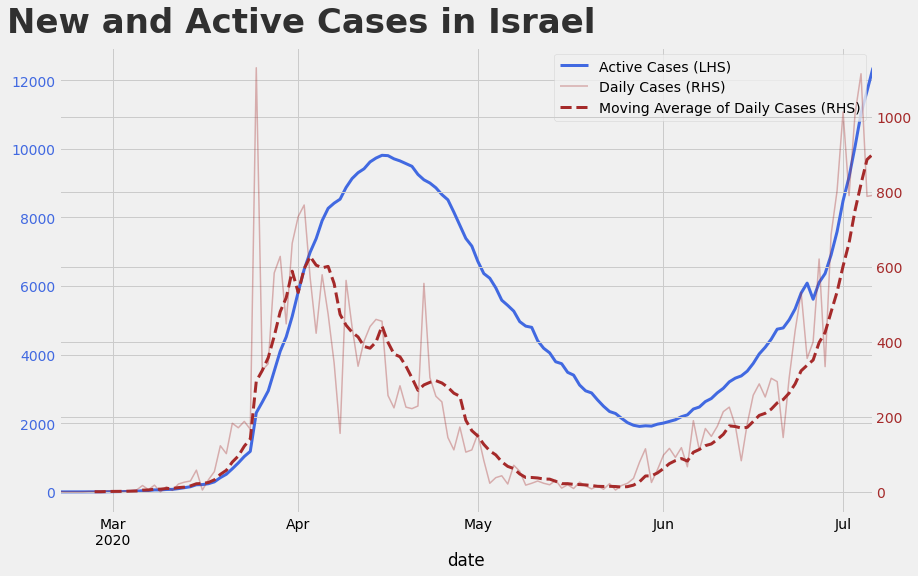 New and Active Cases in Israel
Active Cases (LHS)
Daily Cases (RHS)
Moving Average of Daily Cases (RHS)
12000
10000
8000
6000
4000
2000
0
1000
800
600
400
200
0
Mar Apr May Jun Jul
2020
date